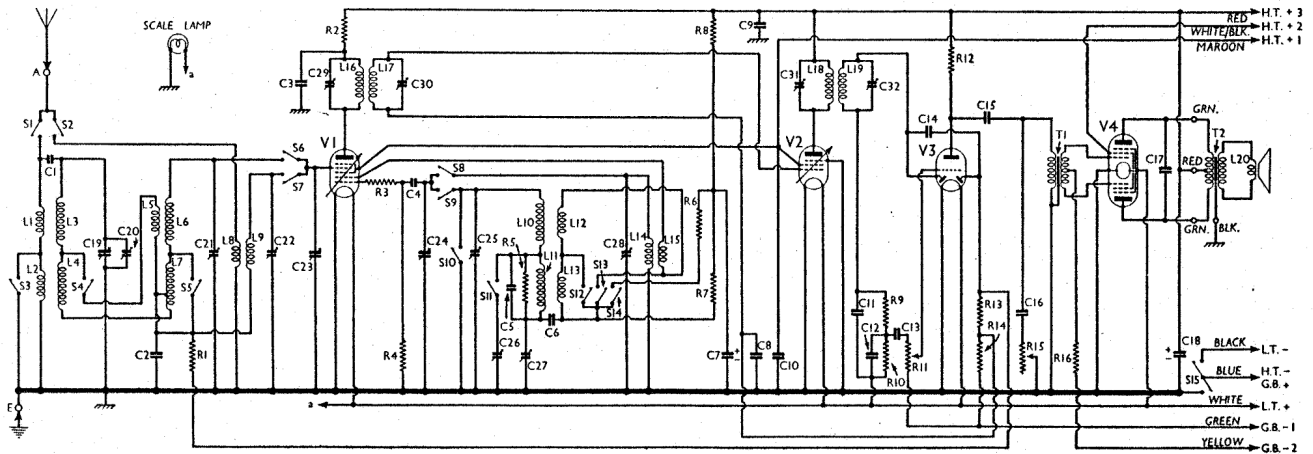 SCALE LAMP
a
A
S1
S2
C1
L1
L3
L2
L4
S3
S4
C19
C20
L5
L6
L7
S5
C2
R1
C21
L8
L9
C22
S6
S7
C23
E
R2
C3
C29
L16
L17
C30
V1
R3
C4
R4
S8
S9
C24
S10
C25
S11
R5
C5
C26
C27
L10
L11
C6
L12
L13
S12
S13
S14
C28
L14
L15
R6
R7
R8
C7
+
-
C8
C9
C10
C31
L18
L19
C32
V2
C11
C12
R9
C13
R10
R11
C14
V3
R12
C15
R13
R14
C16
R15
T1
R16
V4
C17
GRN.
RED
GRN.
T2
BLK.
L20
C18
+
-
S15
a
H.T. + 3
RED
H.T. + 2
WHITE/BLK.
H.T. + 1
MAROON
BLACK
L.T. -
BLUE
H.T. -
G.B. +
WHITE
L.T. +
GREEN
G.B. - 1
YELLOW
G.B. - 2